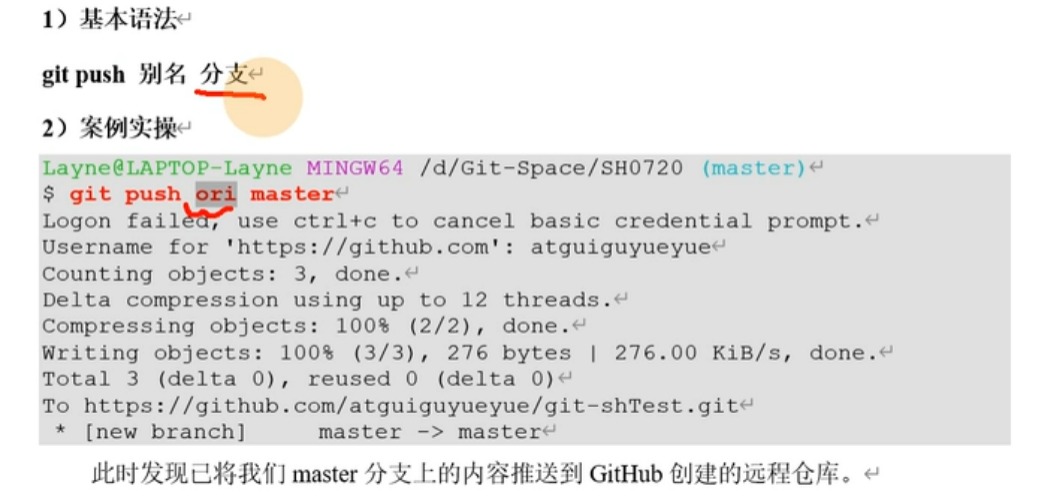 1）基本语法
git push 别名 分支
2）案例实操
Layne@LAPTOP-Layne MINGW64 /d/Git-Space/SH0720 (master)
$ git push ori master
Logon failed, use ctrl+c to cancel basic credential prompt.
Username for 'https://github.com': atguiguyueyue
Counting objects: 3, done.
Delta compression using up to 12 threads.
Compressing objects: 100% (2/2), done.
Writing objects: 100% (3/3), 276 bytes | 276.00 KiB/s, done.
Total 3 (delta 0), reused 0 (delta 0)
To https://github.com/atguiguyueyue/git-shTest.git
 * [new branch]      master -> master
此时发现已将我们 master 分支上的内容推送到 GitHub 创建的远程仓库。